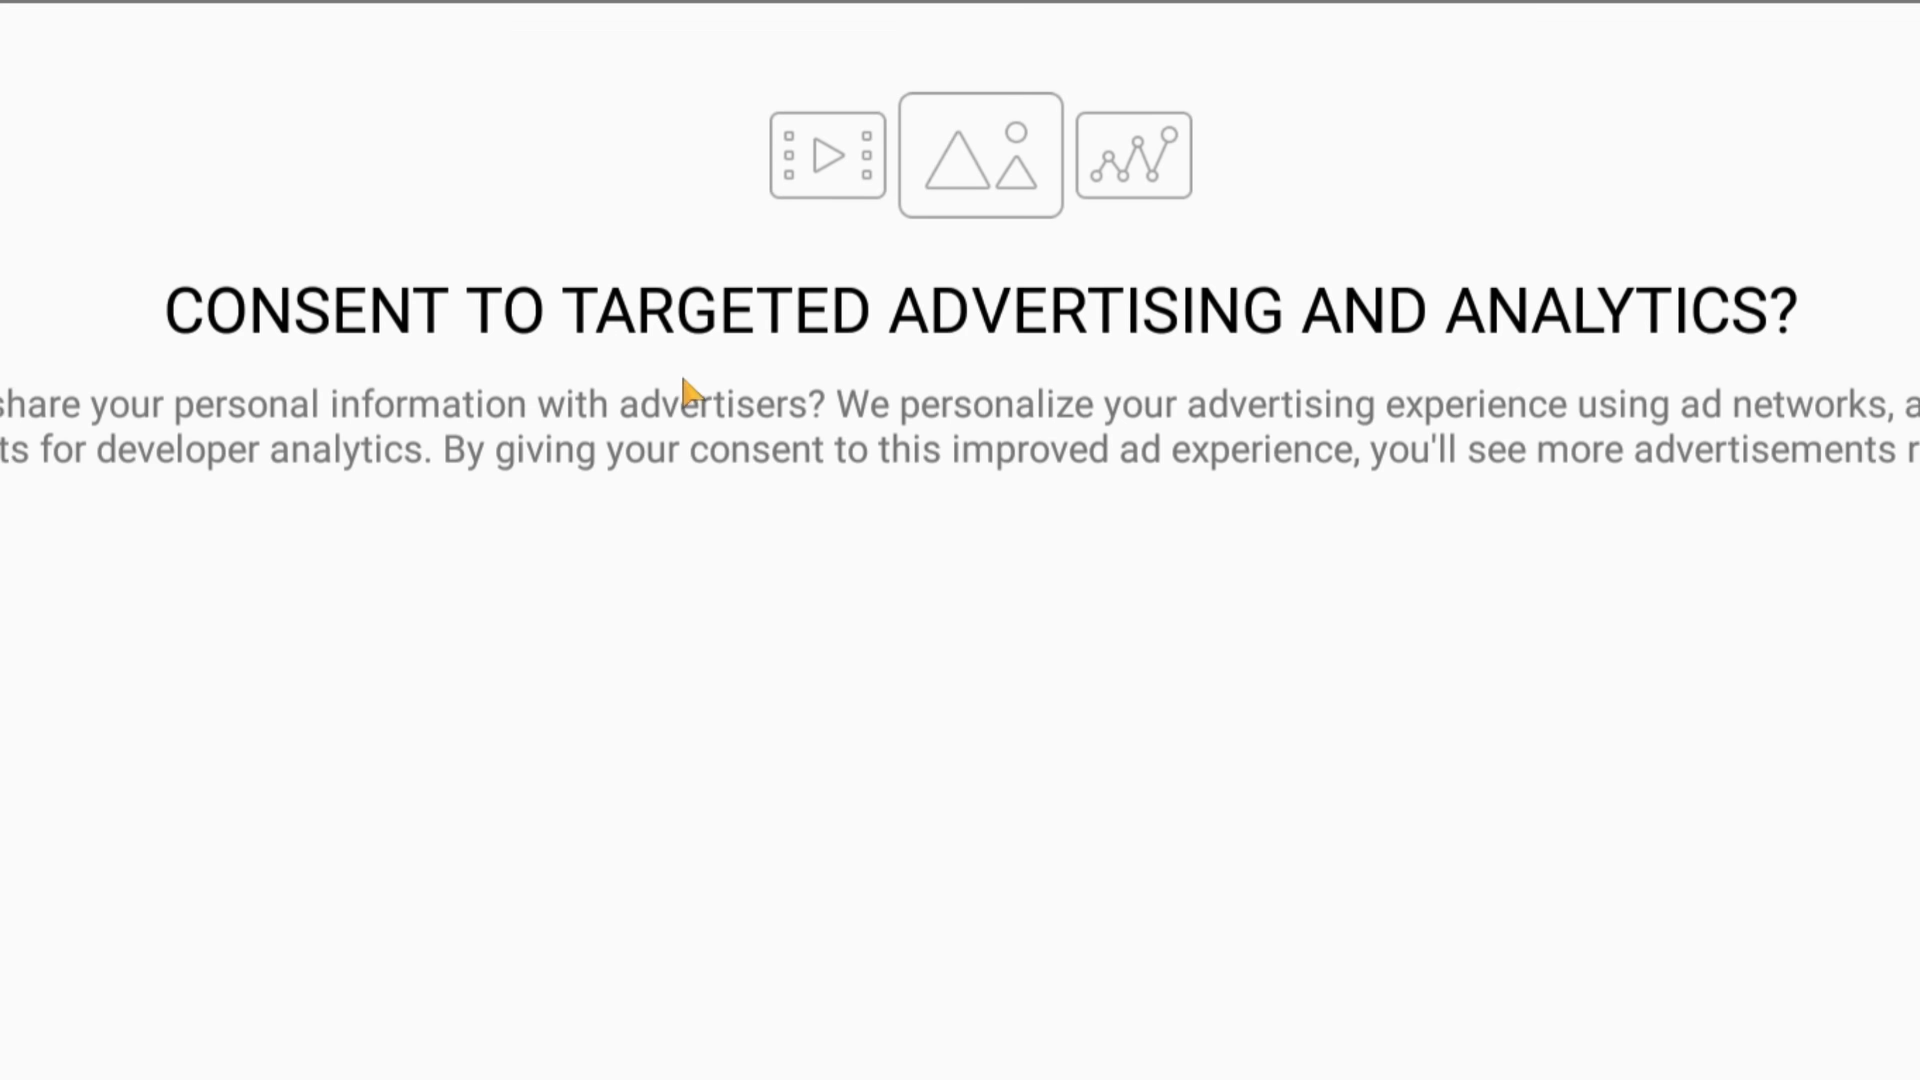 CONSENT TO TARGETED ADVERTISING AND ANALYTICS?
share your personal information with advertisers? We personalize your advertising experience using ad networks, a
ts for developer analytics. By giving your consent to this improved ad experience, you'll see more advertisements r